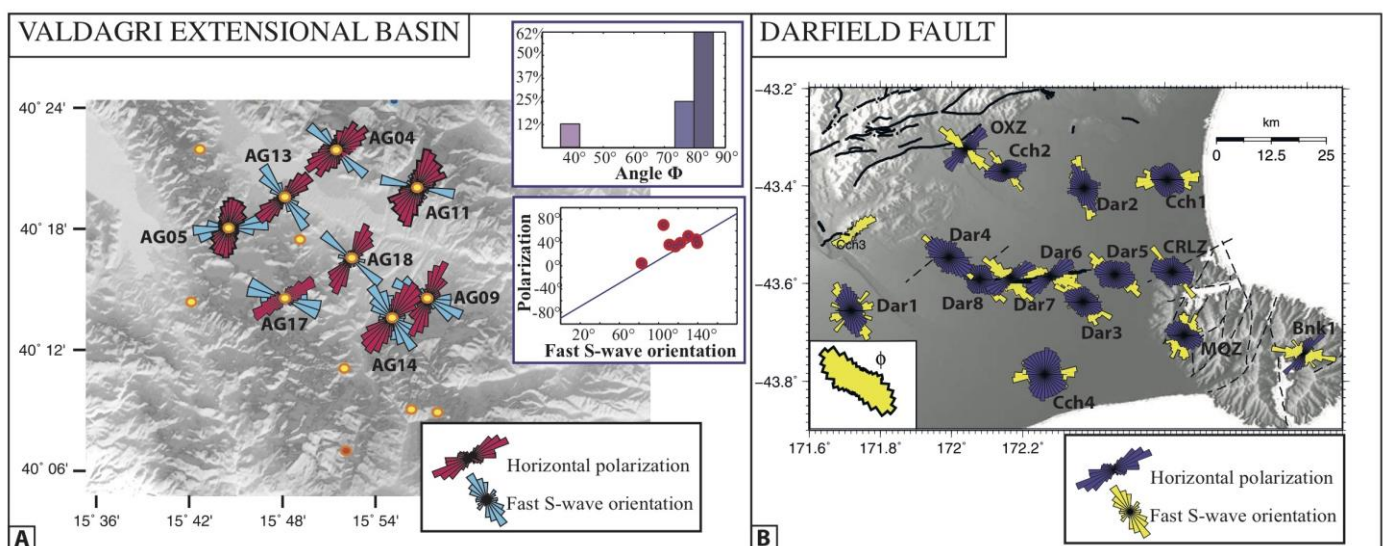 VALDAGRI EXTENSIONAL BASIN
62%
50%
37%
25%
12%
40° 60° 80° 90°
Angle Φ
80°
40°
0°
-40°
-80°
20° 60° 100° 140°
Polarization
Fast S-wave orientation
40° 24'
40° 18'
40° 12'
40° 06'
15° 36' 15° 42' 15° 48' 15° 54'
AG04
AG13
AG11
AG05
AG18
AG09
AG17
AG14
Horizontal polarization
Fast S-wave orientation
A
DARFIELD FAULT
−43.2°
−43.4°
−43.6°
−43.8°
171.6° 171.8° 172° 172.2°
km
0 12.5 25
OXZ
Cch2
Dar2
Cch1
Cch3
Dar4
Dar6
Dar5
CRLZ
Dar1
Dar8
Dar7
Dar3
MQZ
Bnk1
Cch4
ϕ
Horizontal polarization
Fast S-wave orientation
B